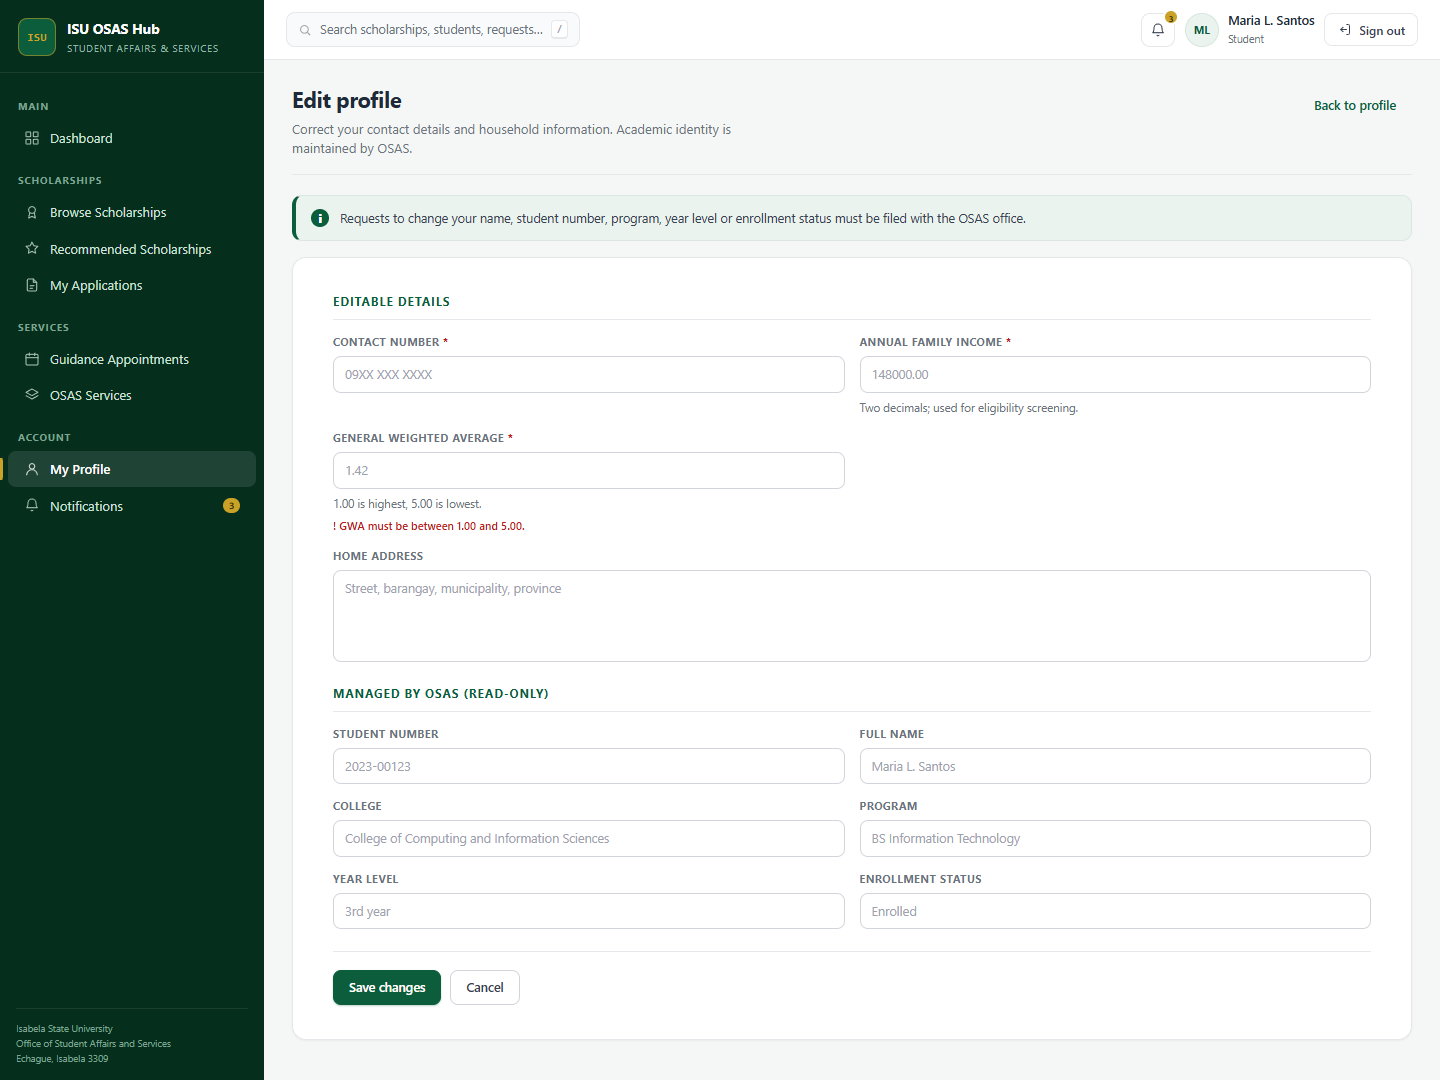 ISU
ISU OSAS Hub
STUDENT AFFAIRS & SERVICES
Search scholarships, students, requests...
/
3
ML
Maria L. Santos
Student
Sign out
MAIN
Dashboard
SCHOLARSHIPS
Browse Scholarships
Recommended Scholarships
My Applications
SERVICES
Guidance Appointments
OSAS Services
ACCOUNT
My Profile
Notifications
3
Isabela State University
Office of Student Affairs and Services
Echague, Isabela 3309
Edit profile
Back to profile
Correct your contact details and household information. Academic identity is
maintained by OSAS.
Requests to change your name, student number, program, year level or enrollment status must be filed with the OSAS office.
EDITABLE DETAILS
CONTACT NUMBER *
09XX XXX XXXX
ANNUAL FAMILY INCOME *
148000.00
Two decimals; used for eligibility screening.
GENERAL WEIGHTED AVERAGE *
1.42
1.00 is highest, 5.00 is lowest.
! GWA must be between 1.00 and 5.00.
HOME ADDRESS
Street, barangay, municipality, province
MANAGED BY OSAS (READ-ONLY)
STUDENT NUMBER
2023-00123
FULL NAME
Maria L. Santos
COLLEGE
College of Computing and Information Sciences
PROGRAM
BS Information Technology
YEAR LEVEL
3rd year
ENROLLMENT STATUS
Enrolled
Save changes
Cancel